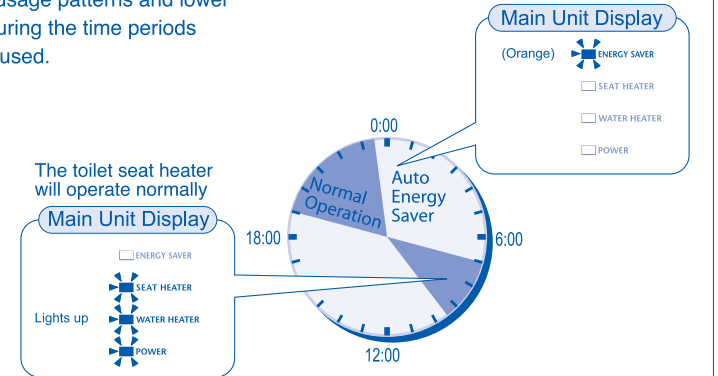 usage patterns and lower
uring the time periods
used.
Main Unit Display
(Orange)
ENERGY SAVER
SEAT HEATER
WATER HEATER
POWER
0:00
The toilet seat heater
will operate normally
Normal
Operation
Auto
Energy
Saver
Main Unit Display
18:00
6:00
ENERGY SAVER
SEAT HEATER
Lights up
WATER HEATER
POWER
12:00